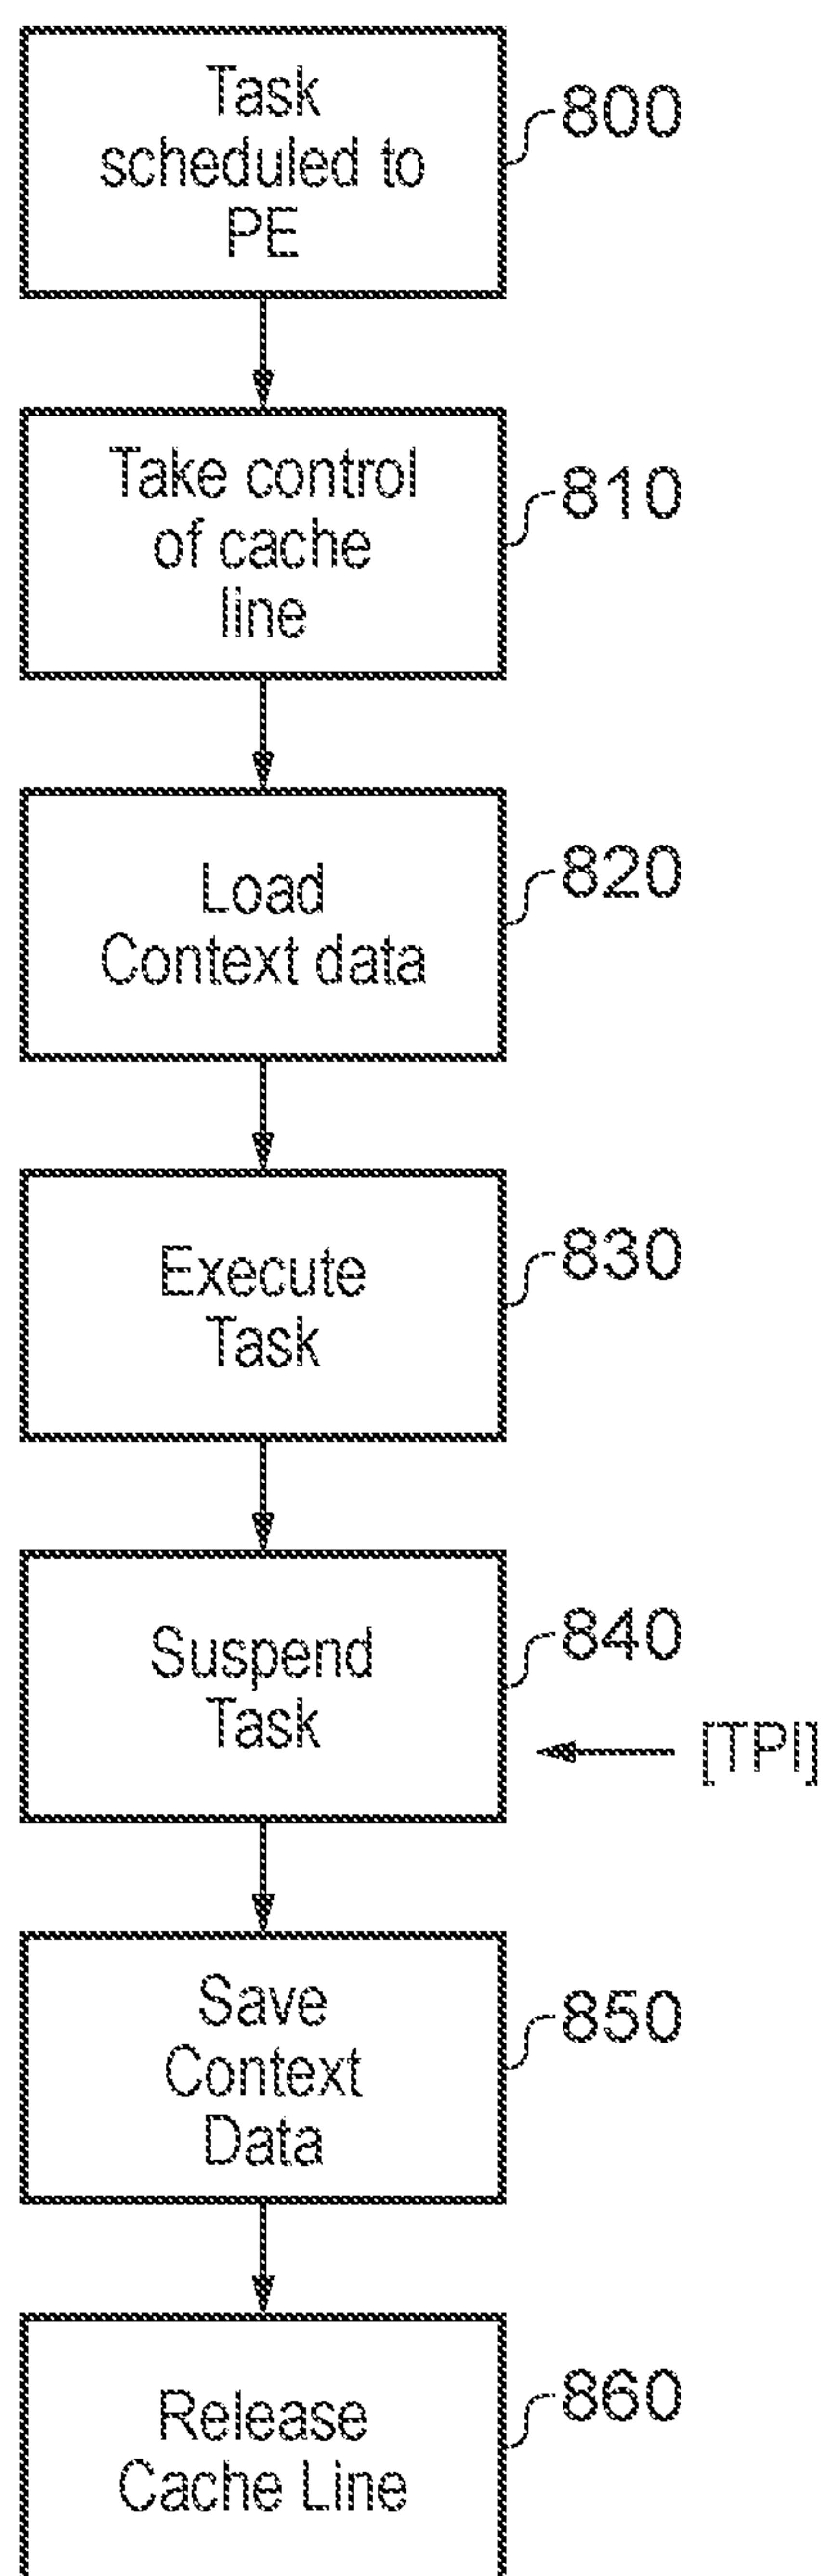 Task
scheduled to
PE
800
Take control
of cache
line
810
Load
Context data
820
Execute
Task
830
Suspend
Task
840
[TPI]
Save
Context
Data
850
Release
Cache Line
860